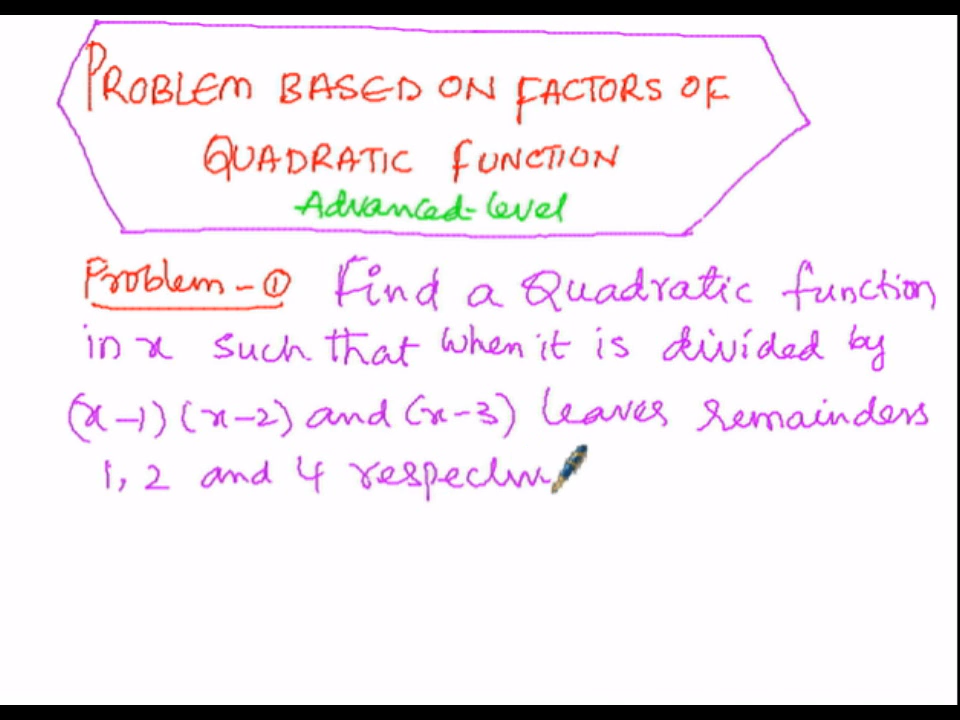 PROBLEM BASED ON FACTORS OF
QUADRATIC FUNCTION
Advanced-Level
Problem-① Find a Quadratic function
in x such that when it is divided by
(x-1) (x-2) and (x-3) leaves remainders
1, 2 and 4